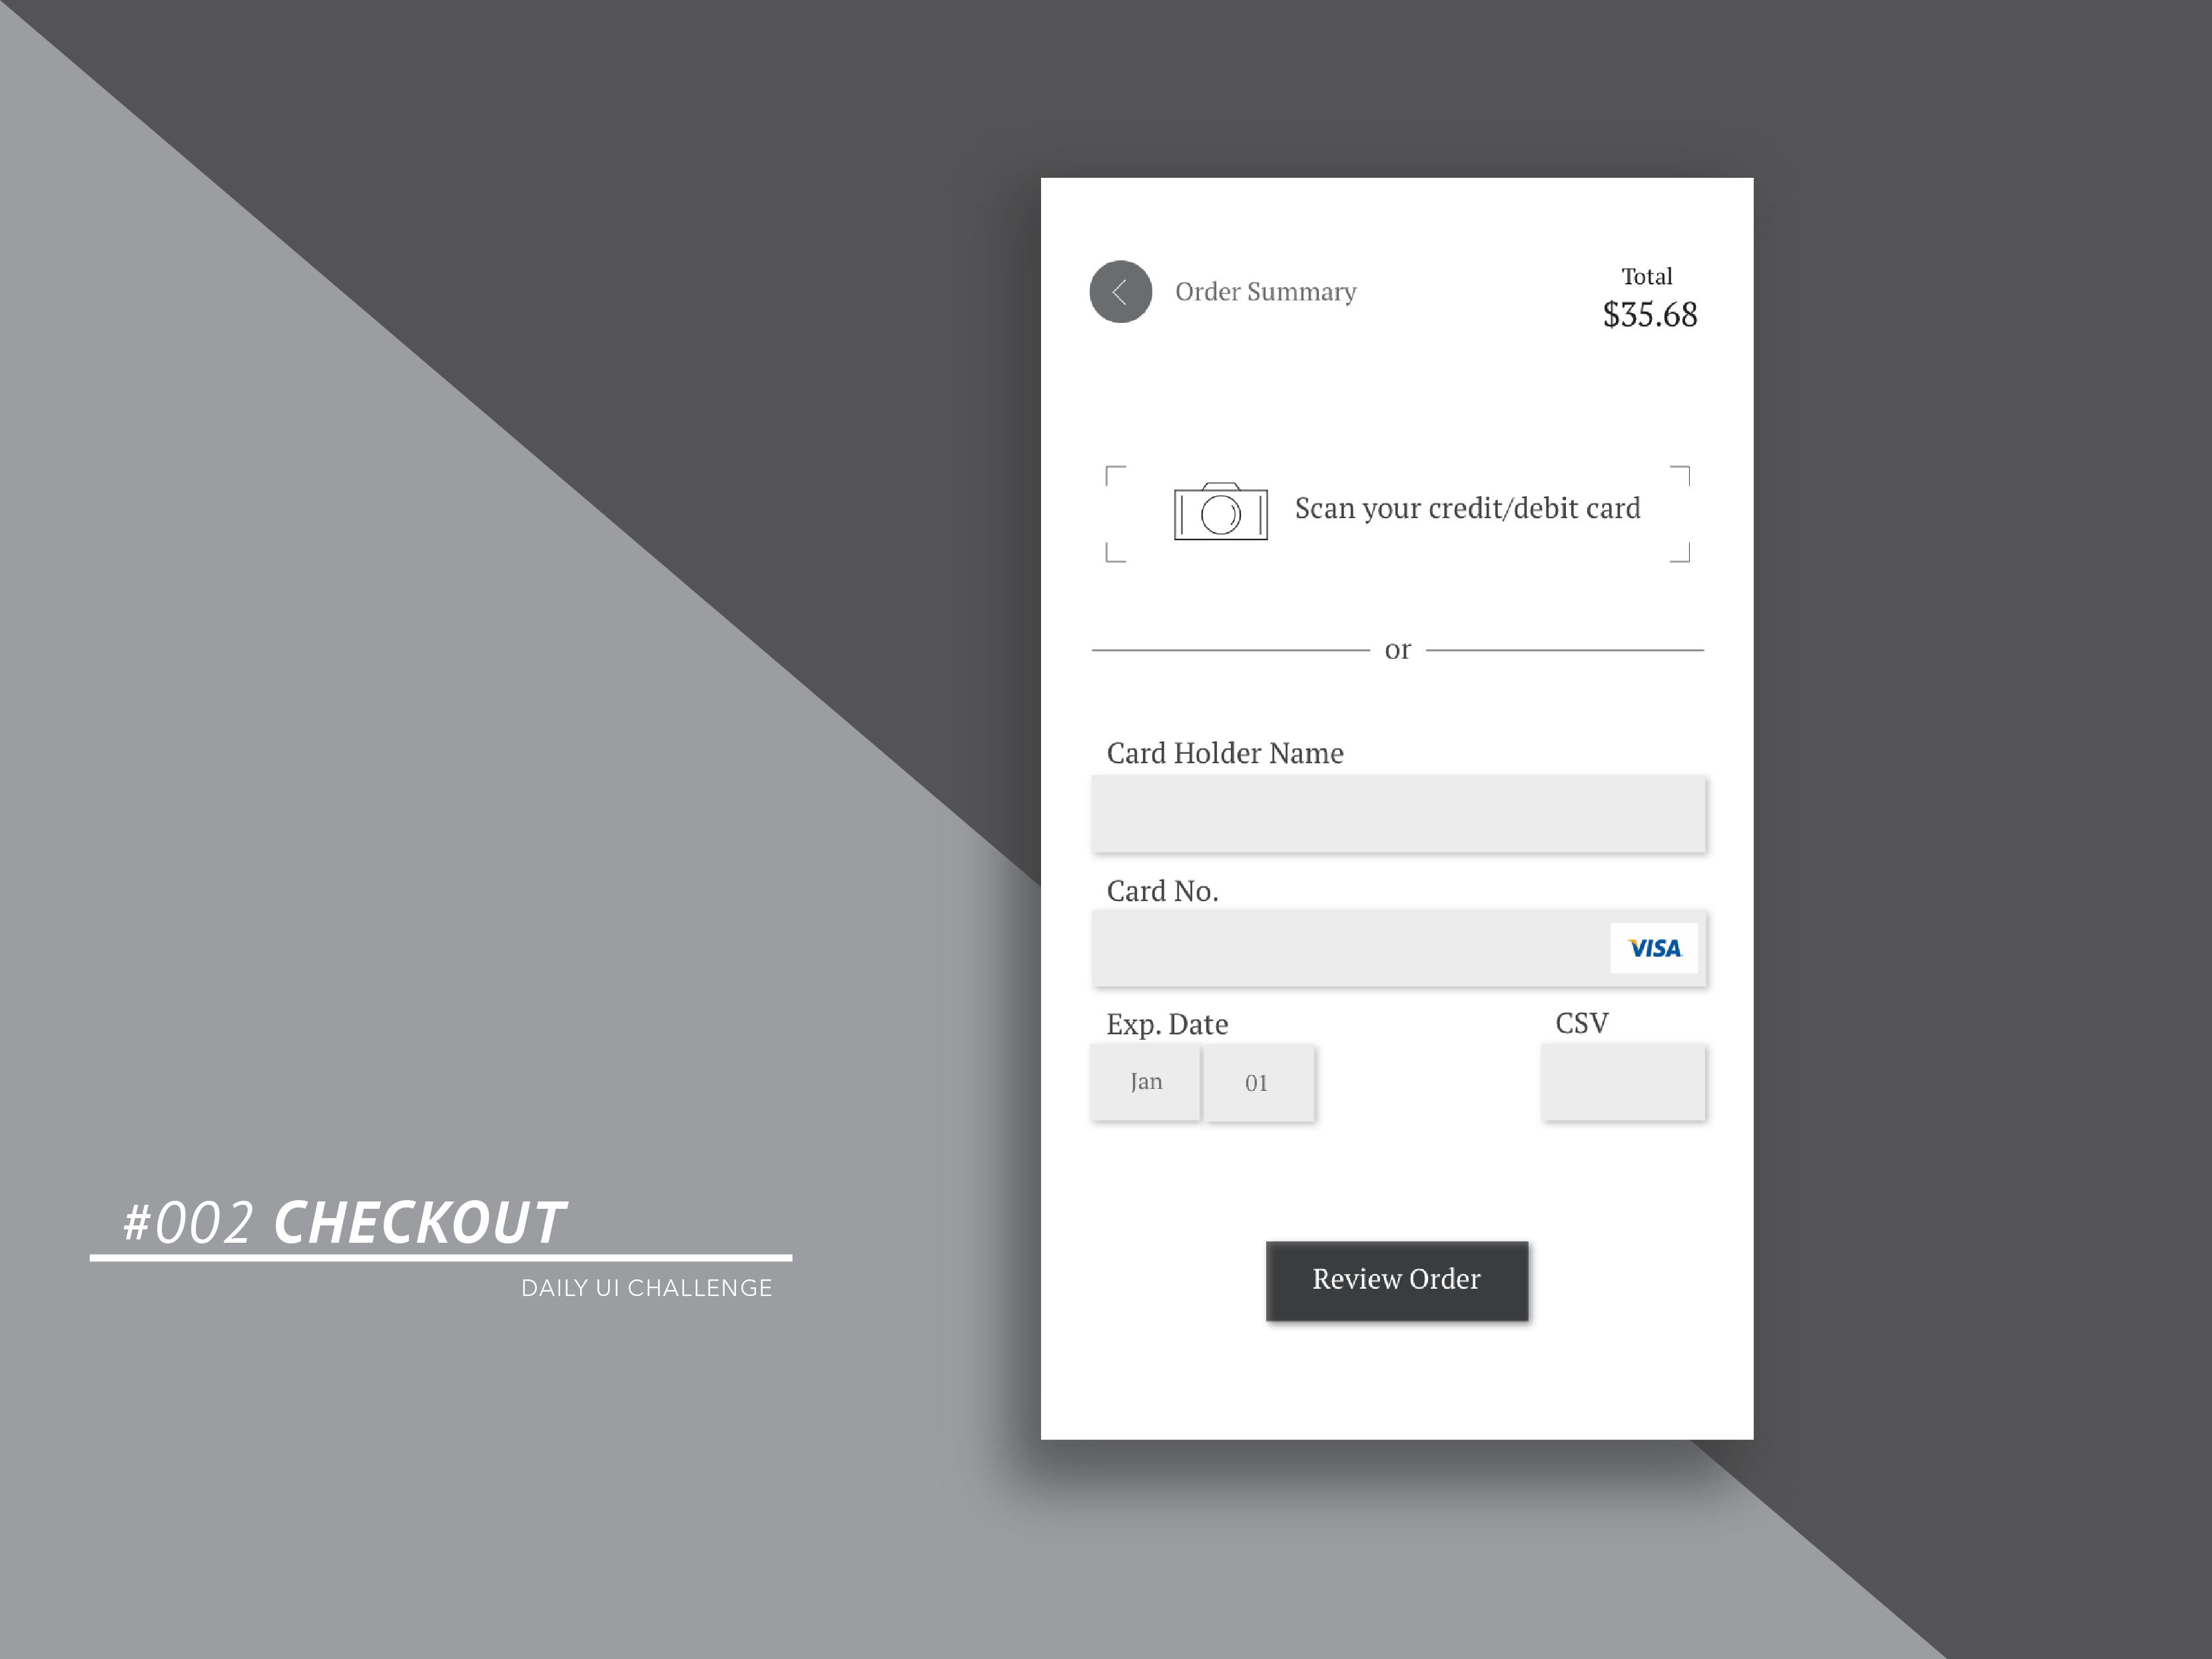 Order Summary
Total
$35.68
Scan your credit/debit card
or
Card Holder Name
Card No.
VISA
Exp. Date
CSV
Jan
01
Review Order
#002 CHECKOUT
DAILY UI CHALLENGE